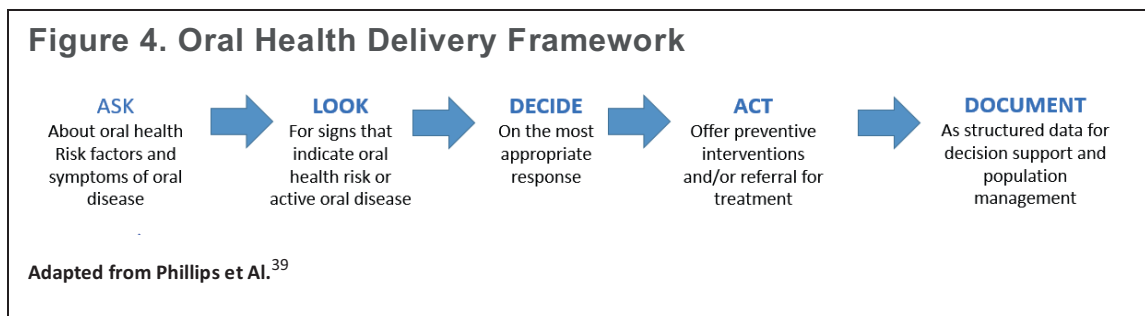 Figure 4. Oral Health Delivery Framework
ASK
About oral health
Risk factors and
symptoms of oral
disease
LOOK
For signs that
indicate oral
health risk or
active oral disease
DECIDE
On the most
appropriate
response
ACT
Offer preventive
interventions
and/or referral for
treatment
DOCUMENT
As structured data for
decision support and
population
management
Adapted from Phillips et Al.39